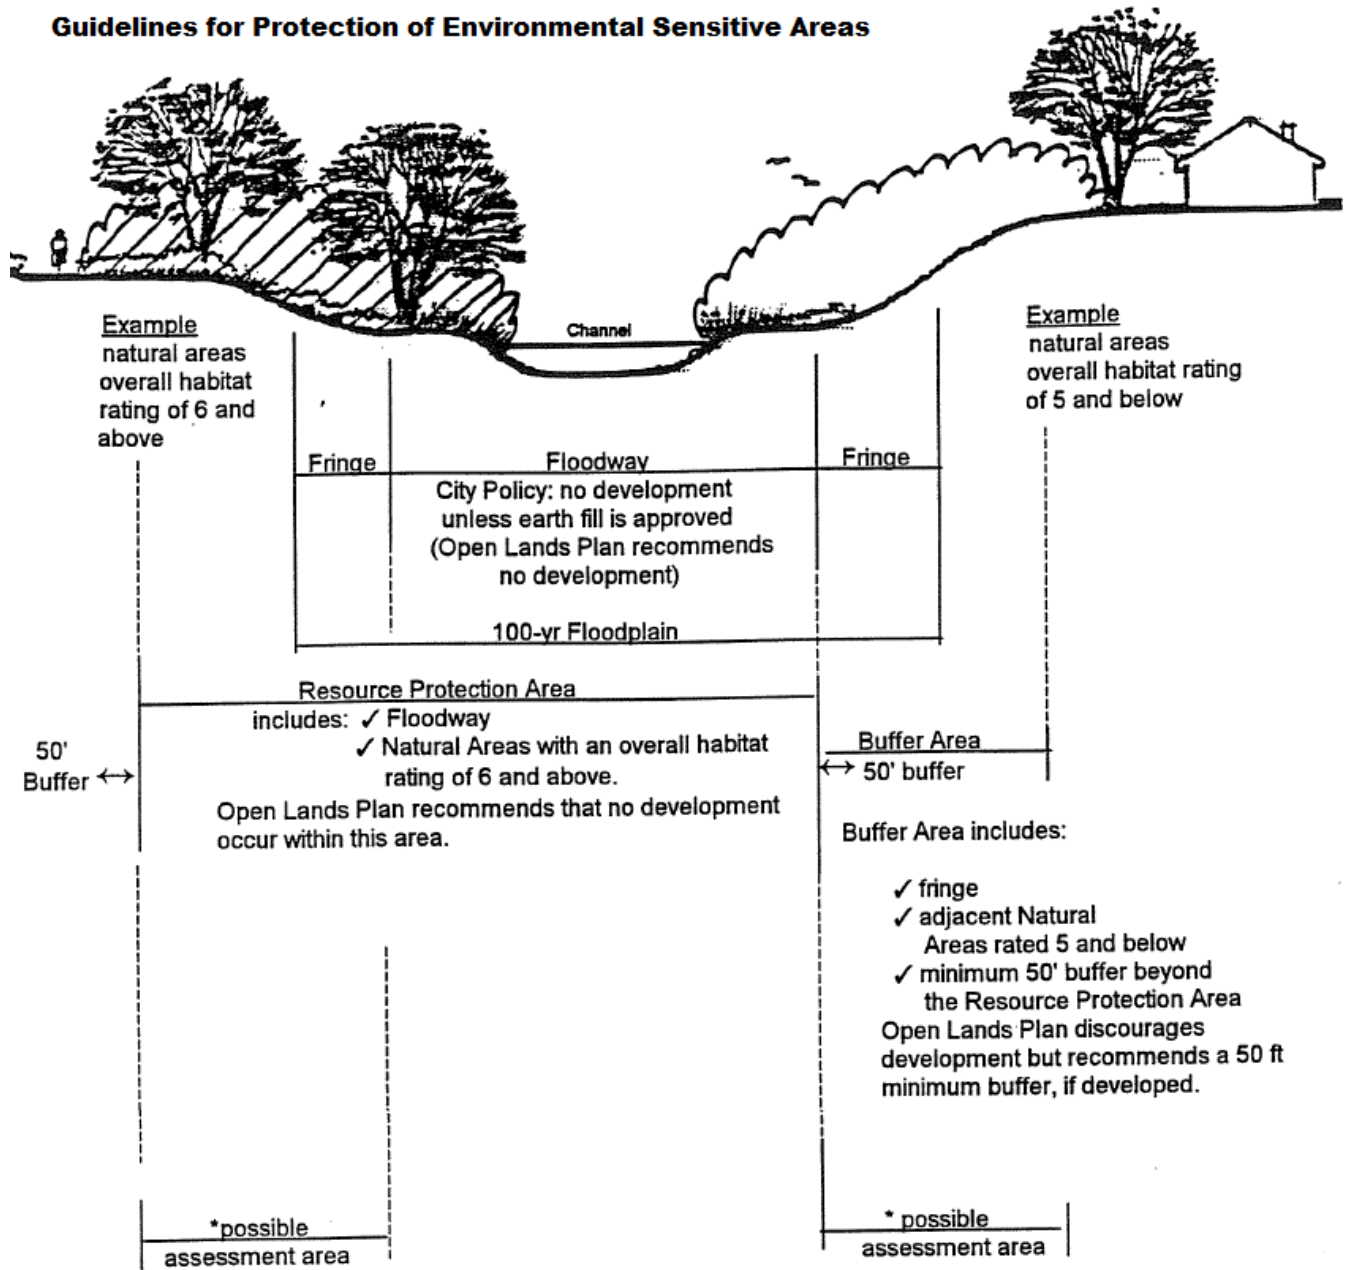 Guidelines for Protection of Environmental Sensitive Areas
Channel
Example
natural areas
overall habitat
rating of 6 and
above
Example
natural areas
overall habitat rating
of 5 and below
Fringe
Floodway
Fringe
City Policy: no development
unless earth fill is approved
(Open Lands Plan recommends
no development)
100-yr Floodplain
Resource Protection Area
includes: ✓ Floodway
✓ Natural Areas with an overall habitat
rating of 6 and above.
Open Lands Plan recommends that no development
occur within this area.
50'
Buffer
Buffer Area
50' buffer
Buffer Area includes:
✓ fringe
✓ adjacent Natural
Areas rated 5 and below
✓ minimum 50' buffer beyond
the Resource Protection Area
Open Lands Plan discourages
development but recommends a 50 ft
minimum buffer, if developed.
*possible
assessment area
* possible
assessment area